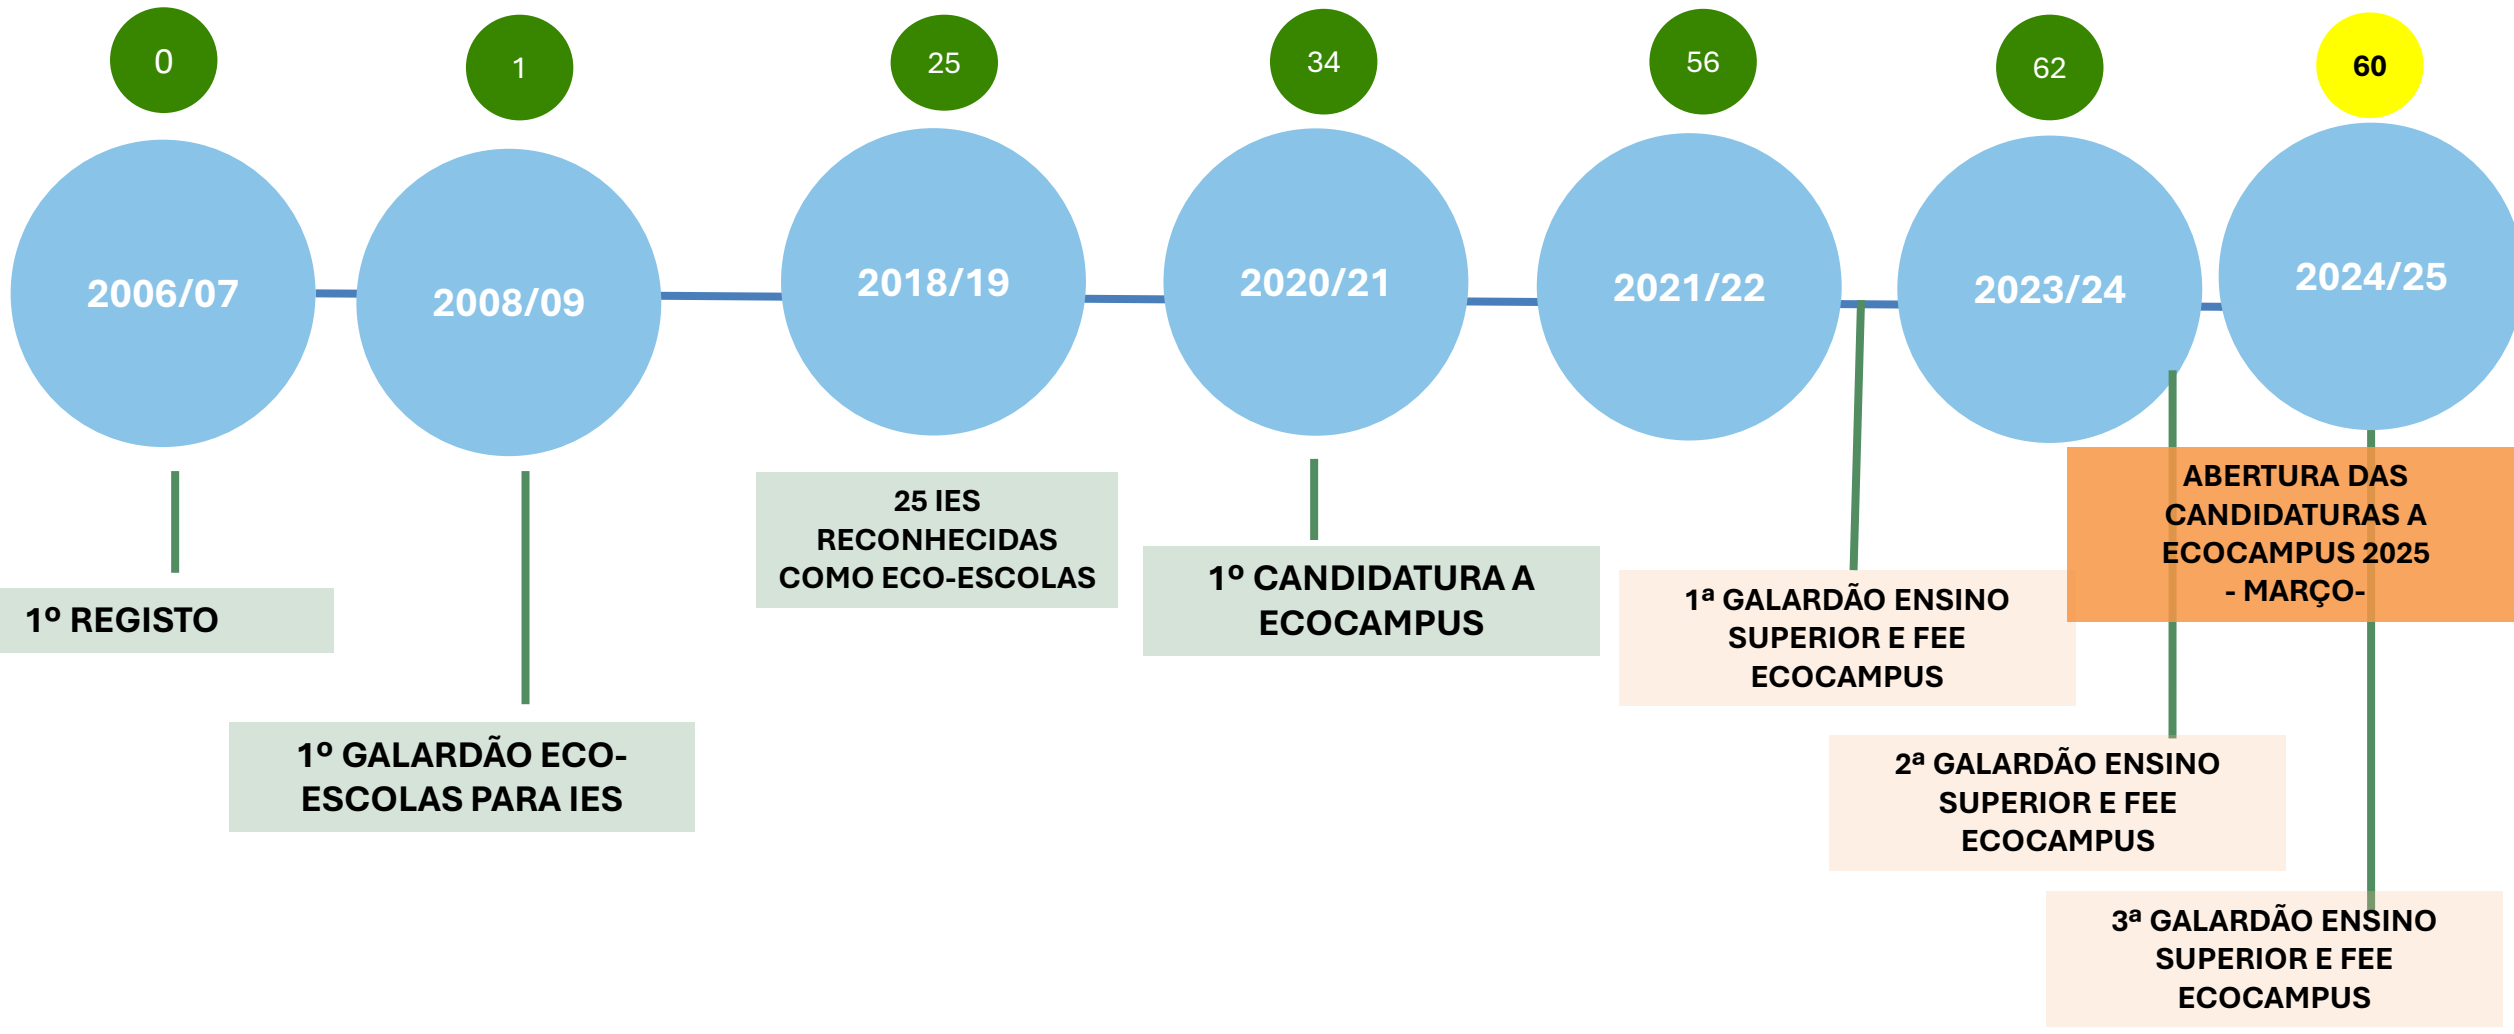 0
1
25
34
56
62
60
2006/07
2008/09
2018/19
2020/21
2021/22
2023/24
2024/25
1º REGISTO
1º GALARDÃO ECO-
ESCOLAS PARA IES
25 IES
RECONHECIDAS
COMO ECO-ESCOLAS
1º CANDIDATURA A
ECOCAMPUS
1ª GALARDÃO ENSINO
SUPERIOR E FEE
ECOCAMPUS
2ª GALARDÃO ENSINO
SUPERIOR E FEE
ECOCAMPUS
ABERTURA DAS
CANDIDATURAS A
ECOCAMPUS 2025
- MARÇO-
3ª GALARDÃO ENSINO
SUPERIOR E FEE
ECOCAMPUS